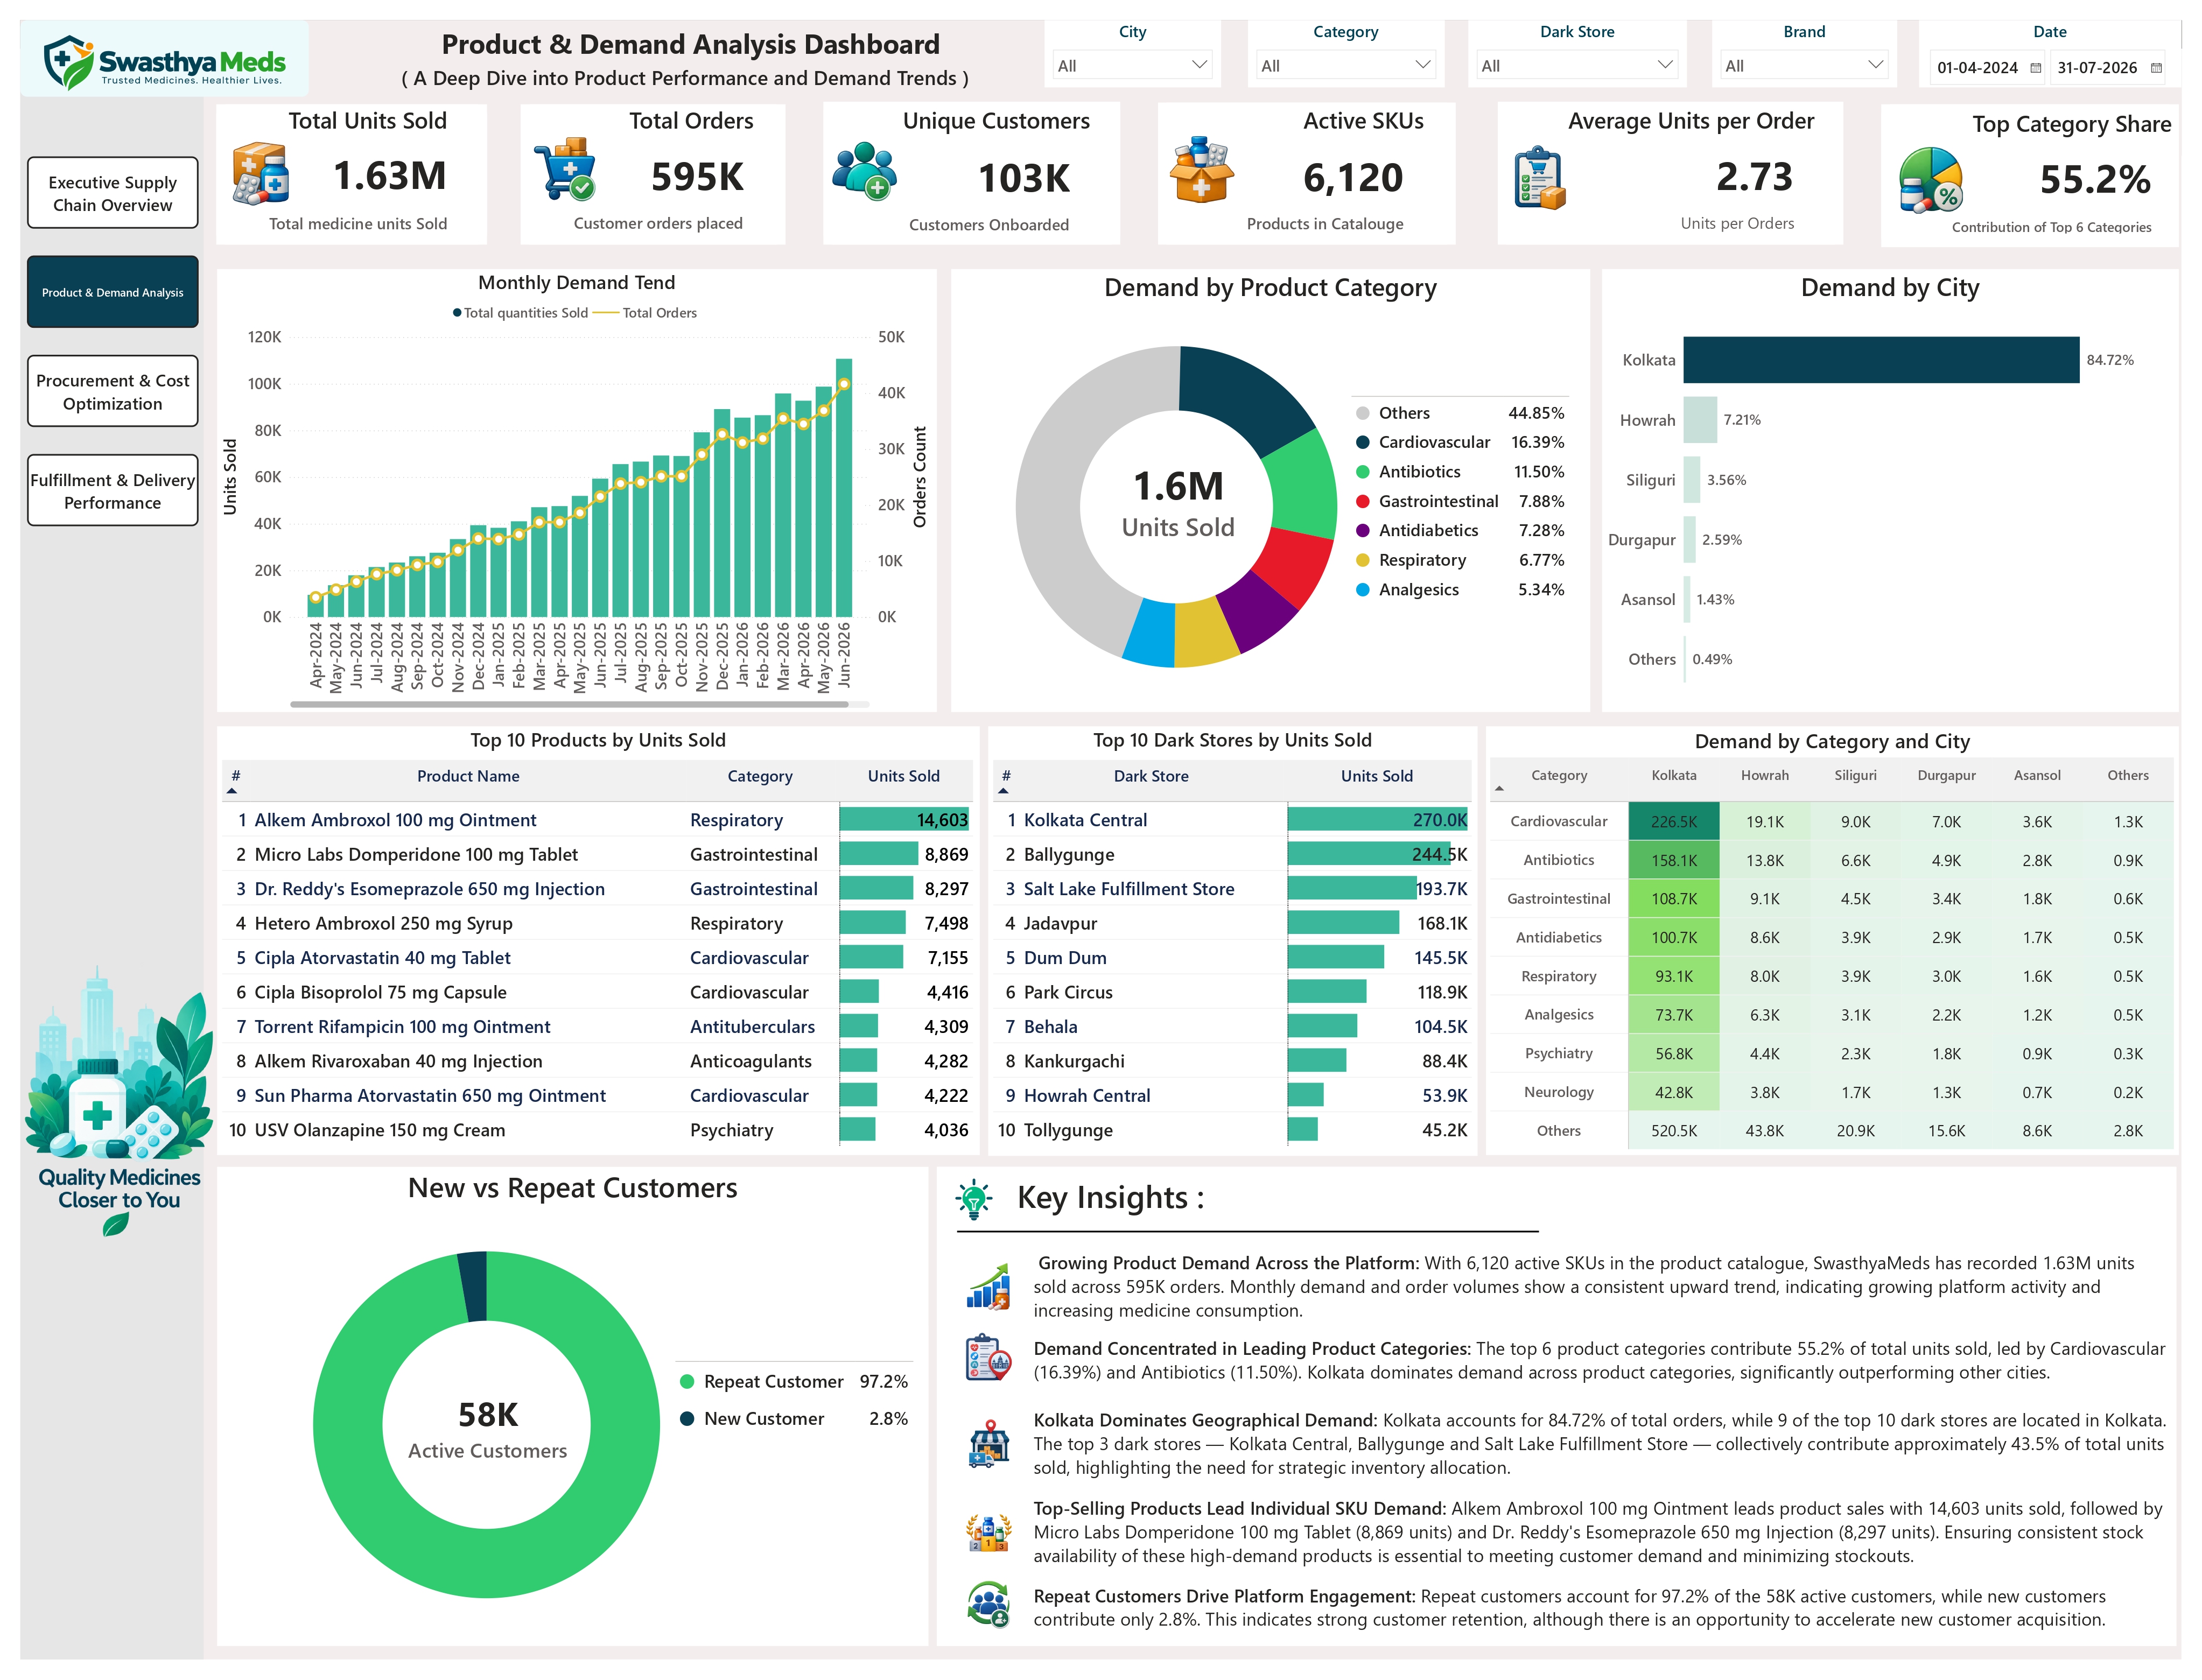 SwasthyaMeds
Trusted Medicines. Healthier Lives.
Product & Demand Analysis Dashboard
( A Deep Dive into Product Performance and Demand Trends )
City
All
Category
All
Dark Store
All
Brand
All
Date
01-04-2024 31-07-2026
Executive Supply
Chain Overview
Product & Demand Analysis
Procurement & Cost
Optimization
Fulfillment & Delivery
Performance
Quality Medicines
Closer to You
Total Units Sold
1.63M
Total medicine units Sold
Total Orders
595K
Customer orders placed
Unique Customers
103K
Customers Onboarded
Active SKUs
6,120
Products in Catalouge
Average Units per Order
2.73
Units per Orders
Top Category Share
%
55.2%
Contribution of Top 6 Categories
Monthly Demand Tend
Total quantities Sold Total Orders
Units Sold
120K
100K
80K
60K
40K
20K
0K
50K
40K
30K
20K
10K
0K
Orders Count
Apr-2024
May-2024
Jun-2024
Jul-2024
Aug-2024
Sep-2024
Oct-2024
Nov-2024
Dec-2024
Jan-2025
Feb-2025
Mar-2025
Apr-2025
May-2025
Jun-2025
Jul-2025
Aug-2025
Sep-2025
Oct-2025
Nov-2025
Dec-2025
Jan-2026
Feb-2026
Mar-2026
Apr-2026
May-2026
Jun-2026
Demand by Product Category
1.6M
Units Sold
Others 44.85%
Cardiovascular 16.39%
Antibiotics 11.50%
Gastrointestinal 7.88%
Antidiabetics 7.28%
Respiratory 6.77%
Analgesics 5.34%
Demand by City
Kolkata 84.72%
Howrah 7.21%
Siliguri 3.56%
Durgapur 2.59%
Asansol 1.43%
Others 0.49%
Top 10 Products by Units Sold
# Product Name Category Units Sold
1 Alkem Ambroxol 100 mg Ointment Respiratory 14,603
2 Micro Labs Domperidone 100 mg Tablet Gastrointestinal 8,869
3 Dr. Reddy's Esomeprazole 650 mg Injection Gastrointestinal 8,297
4 Hetero Ambroxol 250 mg Syrup Respiratory 7,498
5 Cipla Atorvastatin 40 mg Tablet Cardiovascular 7,155
6 Cipla Bisoprolol 75 mg Capsule Cardiovascular 4,416
7 Torrent Rifampicin 100 mg Ointment Antituberculars 4,309
8 Alkem Rivaroxaban 40 mg Injection Anticoagulants 4,282
9 Sun Pharma Atorvastatin 650 mg Ointment Cardiovascular 4,222
10 USV Olanzapine 150 mg Cream Psychiatry 4,036
Top 10 Dark Stores by Units Sold
# Dark Store Units Sold
1 Kolkata Central 270.0K
2 Ballygunge 244.5K
3 Salt Lake Fulfillment Store 193.7K
4 Jadavpur 168.1K
5 Dum Dum 145.5K
6 Park Circus 118.9K
7 Behala 104.5K
8 Kankurgachi 88.4K
9 Howrah Central 53.9K
10 Tollygunge 45.2K
Demand by Category and City
Category Kolkata Howrah Siliguri Durgapur Asansol Others
Cardiovascular 226.5K 19.1K 9.0K 7.0K 3.6K 1.3K
Antibiotics 158.1K 13.8K 6.6K 4.9K 2.8K 0.9K
Gastrointestinal 108.7K 9.1K 4.5K 3.4K 1.8K 0.6K
Antidiabetics 100.7K 8.6K 3.9K 2.9K 1.7K 0.5K
Respiratory 93.1K 8.0K 3.9K 3.0K 1.6K 0.5K
Analgesics 73.7K 6.3K 3.1K 2.2K 1.2K 0.5K
Psychiatry 56.8K 4.4K 2.3K 1.8K 0.9K 0.3K
Neurology 42.8K 3.8K 1.7K 1.3K 0.7K 0.2K
Others 520.5K 43.8K 20.9K 15.6K 8.6K 2.8K
New vs Repeat Customers
58K
Active Customers
Repeat Customer 97.2%
New Customer 2.8%
Key Insights :
Growing Product Demand Across the Platform: With 6,120 active SKUs in the product catalogue, SwasthyaMeds has recorded 1.63M units
sold across 595K orders. Monthly demand and order volumes show a consistent upward trend, indicating growing platform activity and
increasing medicine consumption.
Demand Concentrated in Leading Product Categories: The top 6 product categories contribute 55.2% of total units sold, led by Cardiovascular
(16.39%) and Antibiotics (11.50%). Kolkata dominates demand across product categories, significantly outperforming other cities.
Kolkata Dominates Geographical Demand: Kolkata accounts for 84.72% of total orders, while 9 of the top 10 dark stores are located in Kolkata.
The top 3 dark stores — Kolkata Central, Ballygunge and Salt Lake Fulfillment Store — collectively contribute approximately 43.5% of total units
sold, highlighting the need for strategic inventory allocation.
2 1 3
Top-Selling Products Lead Individual SKU Demand: Alkem Ambroxol 100 mg Ointment leads product sales with 14,603 units sold, followed by
Micro Labs Domperidone 100 mg Tablet (8,869 units) and Dr. Reddy's Esomeprazole 650 mg Injection (8,297 units). Ensuring consistent stock
availability of these high-demand products is essential to meeting customer demand and minimizing stockouts.
Repeat Customers Drive Platform Engagement: Repeat customers account for 97.2% of the 58K active customers, while new customers
contribute only 2.8%. This indicates strong customer retention, although there is an opportunity to accelerate new customer acquisition.